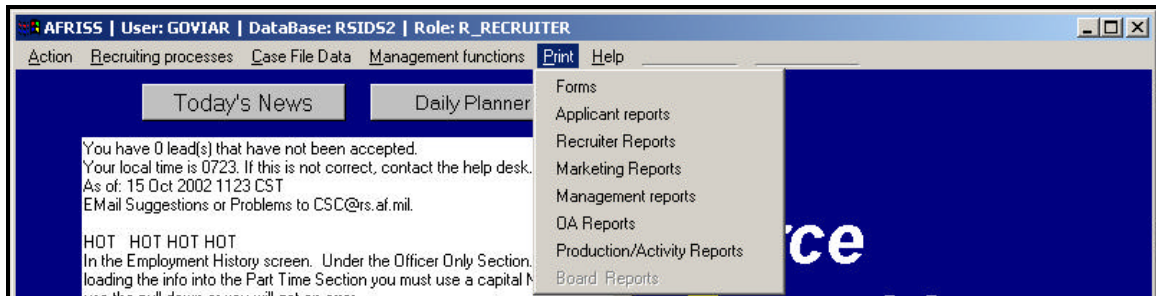 AFRISS | User: GOVIAR | DataBase: RSIDS2 | Role: R_RECRUITER
Action Recruiting processes Case File Data Management functions Print Help
Today's News Daily Planner
Forms
Applicant reports
Recruiter Reports
Marketing Reports
Management reports
OA Reports
Production/Activity Reports
Board Reports
You have 0 lead(s) that have not been accepted.
Your local time is 0723. If this is not correct, contact the help desk.
As of: 15 Oct 2002 1123 CST
EMail Suggestions or Problems to CSC@rs.af.mil.
HOT HOT HOT HOT
In the Employment History screen. Under the Officer Only Section.
loading the info into the Part Time Section you must use a capital N
rce